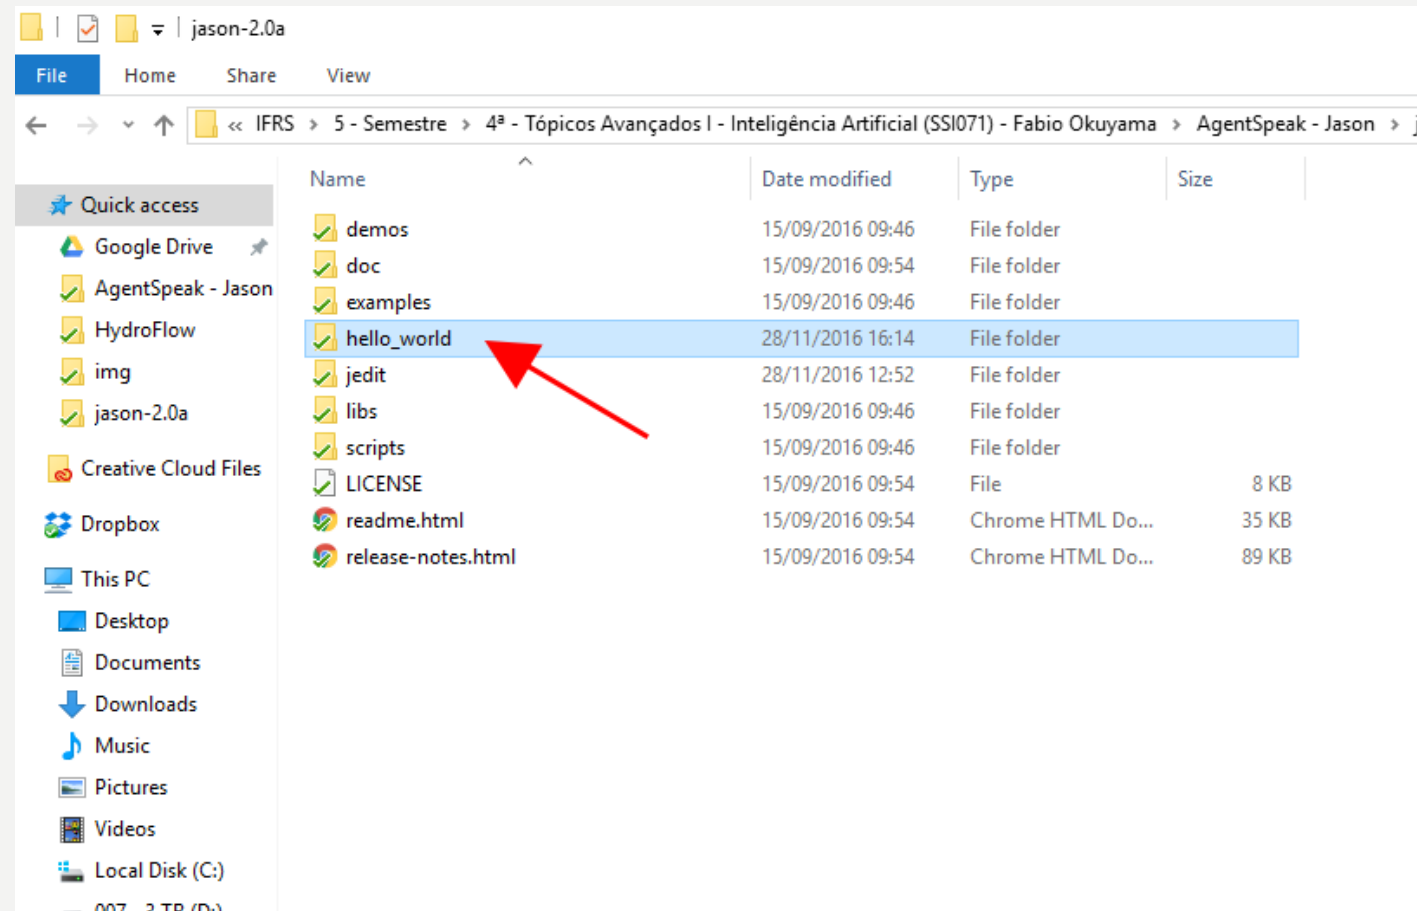 jason-2.0a
File Home Share View
« IFRS > 5 - Semestre > 4ª - Tópicos Avançados I - Inteligência Artificial (SSI071) - Fabio Okuyama > AgentSpeak - Jason >
Name Date modified Type Size
Quick access
Google Drive
AgentSpeak - Jason
HydroFlow
img
jason-2.0a
Creative Cloud Files
Dropbox
This PC
Desktop
Documents
Downloads
Music
Pictures
Videos
Local Disk (C:)
demos 15/09/2016 09:46 File folder
doc 15/09/2016 09:54 File folder
examples 15/09/2016 09:46 File folder
hello_world 28/11/2016 16:14 File folder
jedit 28/11/2016 12:52 File folder
libs 15/09/2016 09:46 File folder
scripts 15/09/2016 09:46 File folder
LICENSE 15/09/2016 09:54 File 8 KB
readme.html 15/09/2016 09:54 Chrome HTML Do... 35 KB
release-notes.html 15/09/2016 09:54 Chrome HTML Do... 89 KB